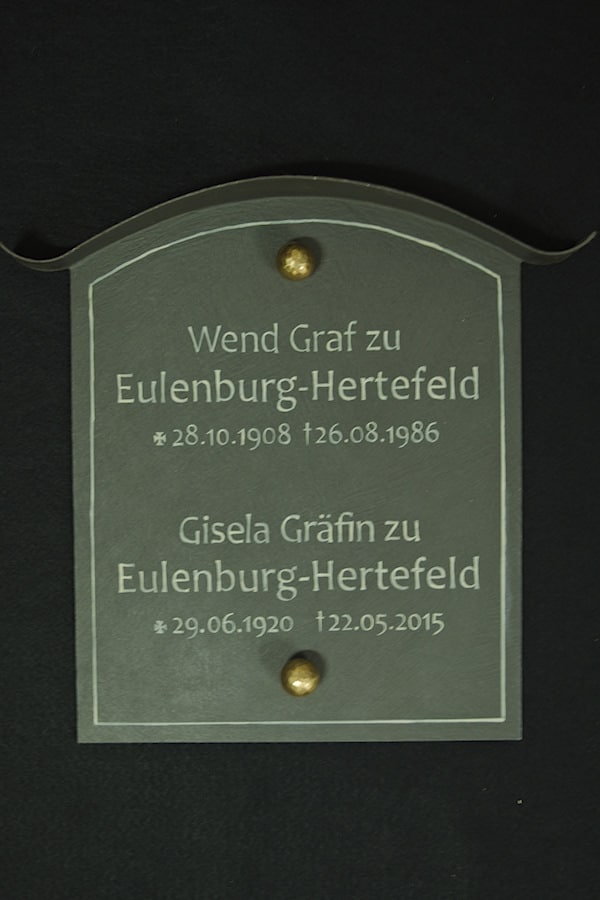 Wend Graf zu
Eulenburg-Hertefeld
✠ 28.10.1908 †26.08.1986
Gisela Gräfin zu
Eulenburg-Hertefeld
✠ 29.06.1920 †22.05.2015